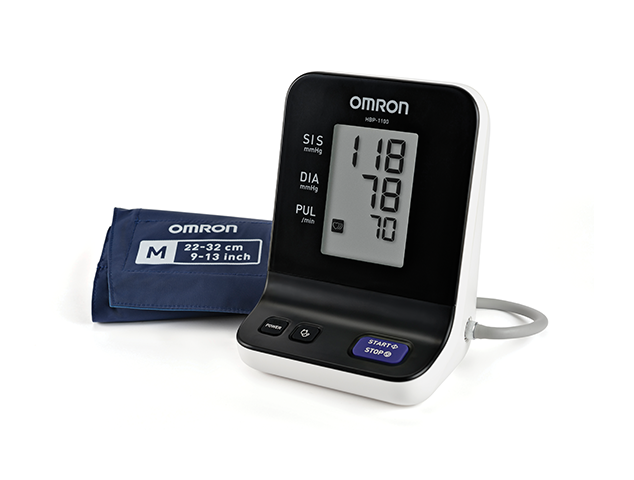 OMRON
HBP-1100
SIS
mmHg
118
DIA
mmHg
78
PUL
/min
70
POWER
START
STOP
OMRON
M
22-32 cm
9-13 inch